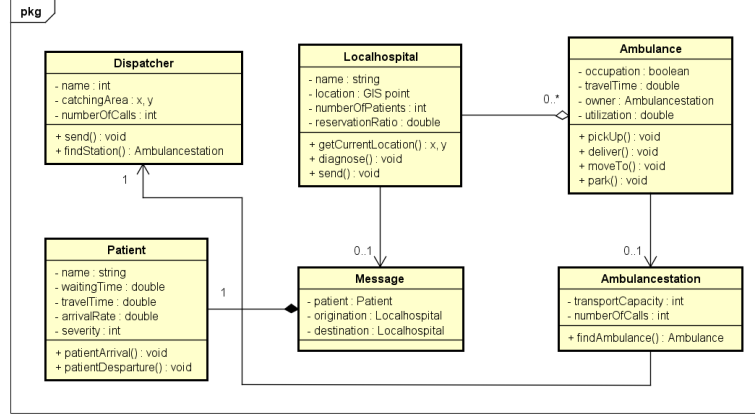 pkg
Dispatcher
- name : int
- catchingArea : x, y
- numberOfCalls : int
+ send() : void
+ findStation() : Ambulancestation
1
Localhospital
- name : string
- location : GIS point
- numberOfPatients : int
- reservationRatio : double
+ getCurrentLocation() : x, y
+ diagnose() : void
+ send() : void
0..*
Ambulance
- occupation : boolean
- travelTime : double
- owner : Ambulancestation
- utilization : double
+ pickUp() : void
+ deliver() : void
+ moveTo() : void
+ park() : void
0..1
0..1
Patient
- name : string
- waitingTime : double
- travelTime : double
- arrivalRate : double
- severity : int
+ patientArrival() : void
+ patientDesparture() : void
1
Message
- patient : Patient
- origination : Localhospital
- destination : Localhospital
Ambulancestation
- transportCapacity : int
- numberOfCalls : int
+ findAmbulance() : Ambulance